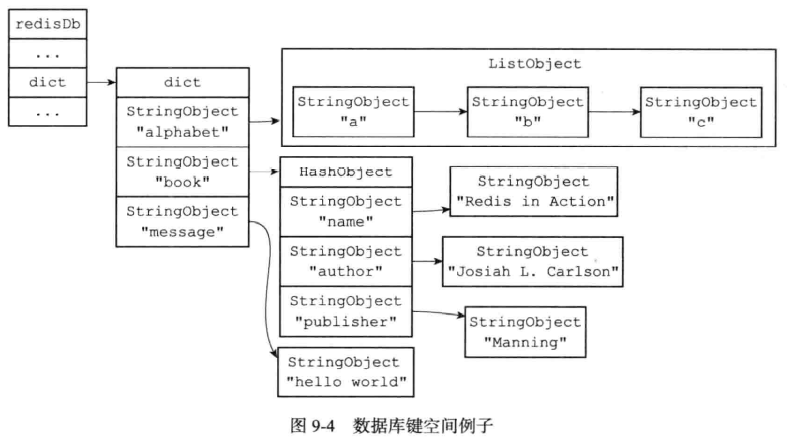 redisDb
...
dict
...
dict
StringObject
"alphabet"
StringObject
"book"
StringObject
"message"
ListObject
StringObject
"a"
StringObject
"b"
StringObject
"c"
HashObject
StringObject
"name"
StringObject
"author"
StringObject
"publisher"
StringObject
"Redis in Action"
StringObject
"Josiah L. Carlson"
StringObject
"Manning"
StringObject
"hello world"
图 9-4 数据库键空间例子